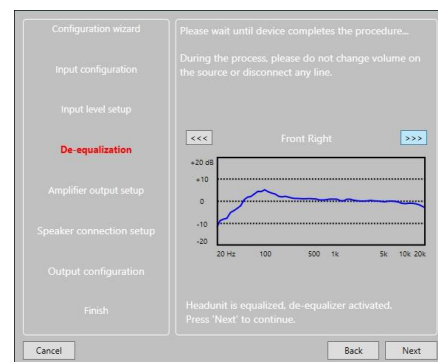 Configuration wizard
Input configuration
Input level setup
De-equalization
Amplifier output setup
Speaker connection setup
Output configuration
Finish
Please wait until device completes the procedure...
During the process, please do not change volume on
the source or disconnect any line.
<<<
Front Right
>>>
+20 dB
+10
0
-10
-20
20 Hz 100 500 1k 5k 10k 20k
Headunit is equalized, de-equalizer activated.
Press 'Next' to continue.
Cancel
Back
Next